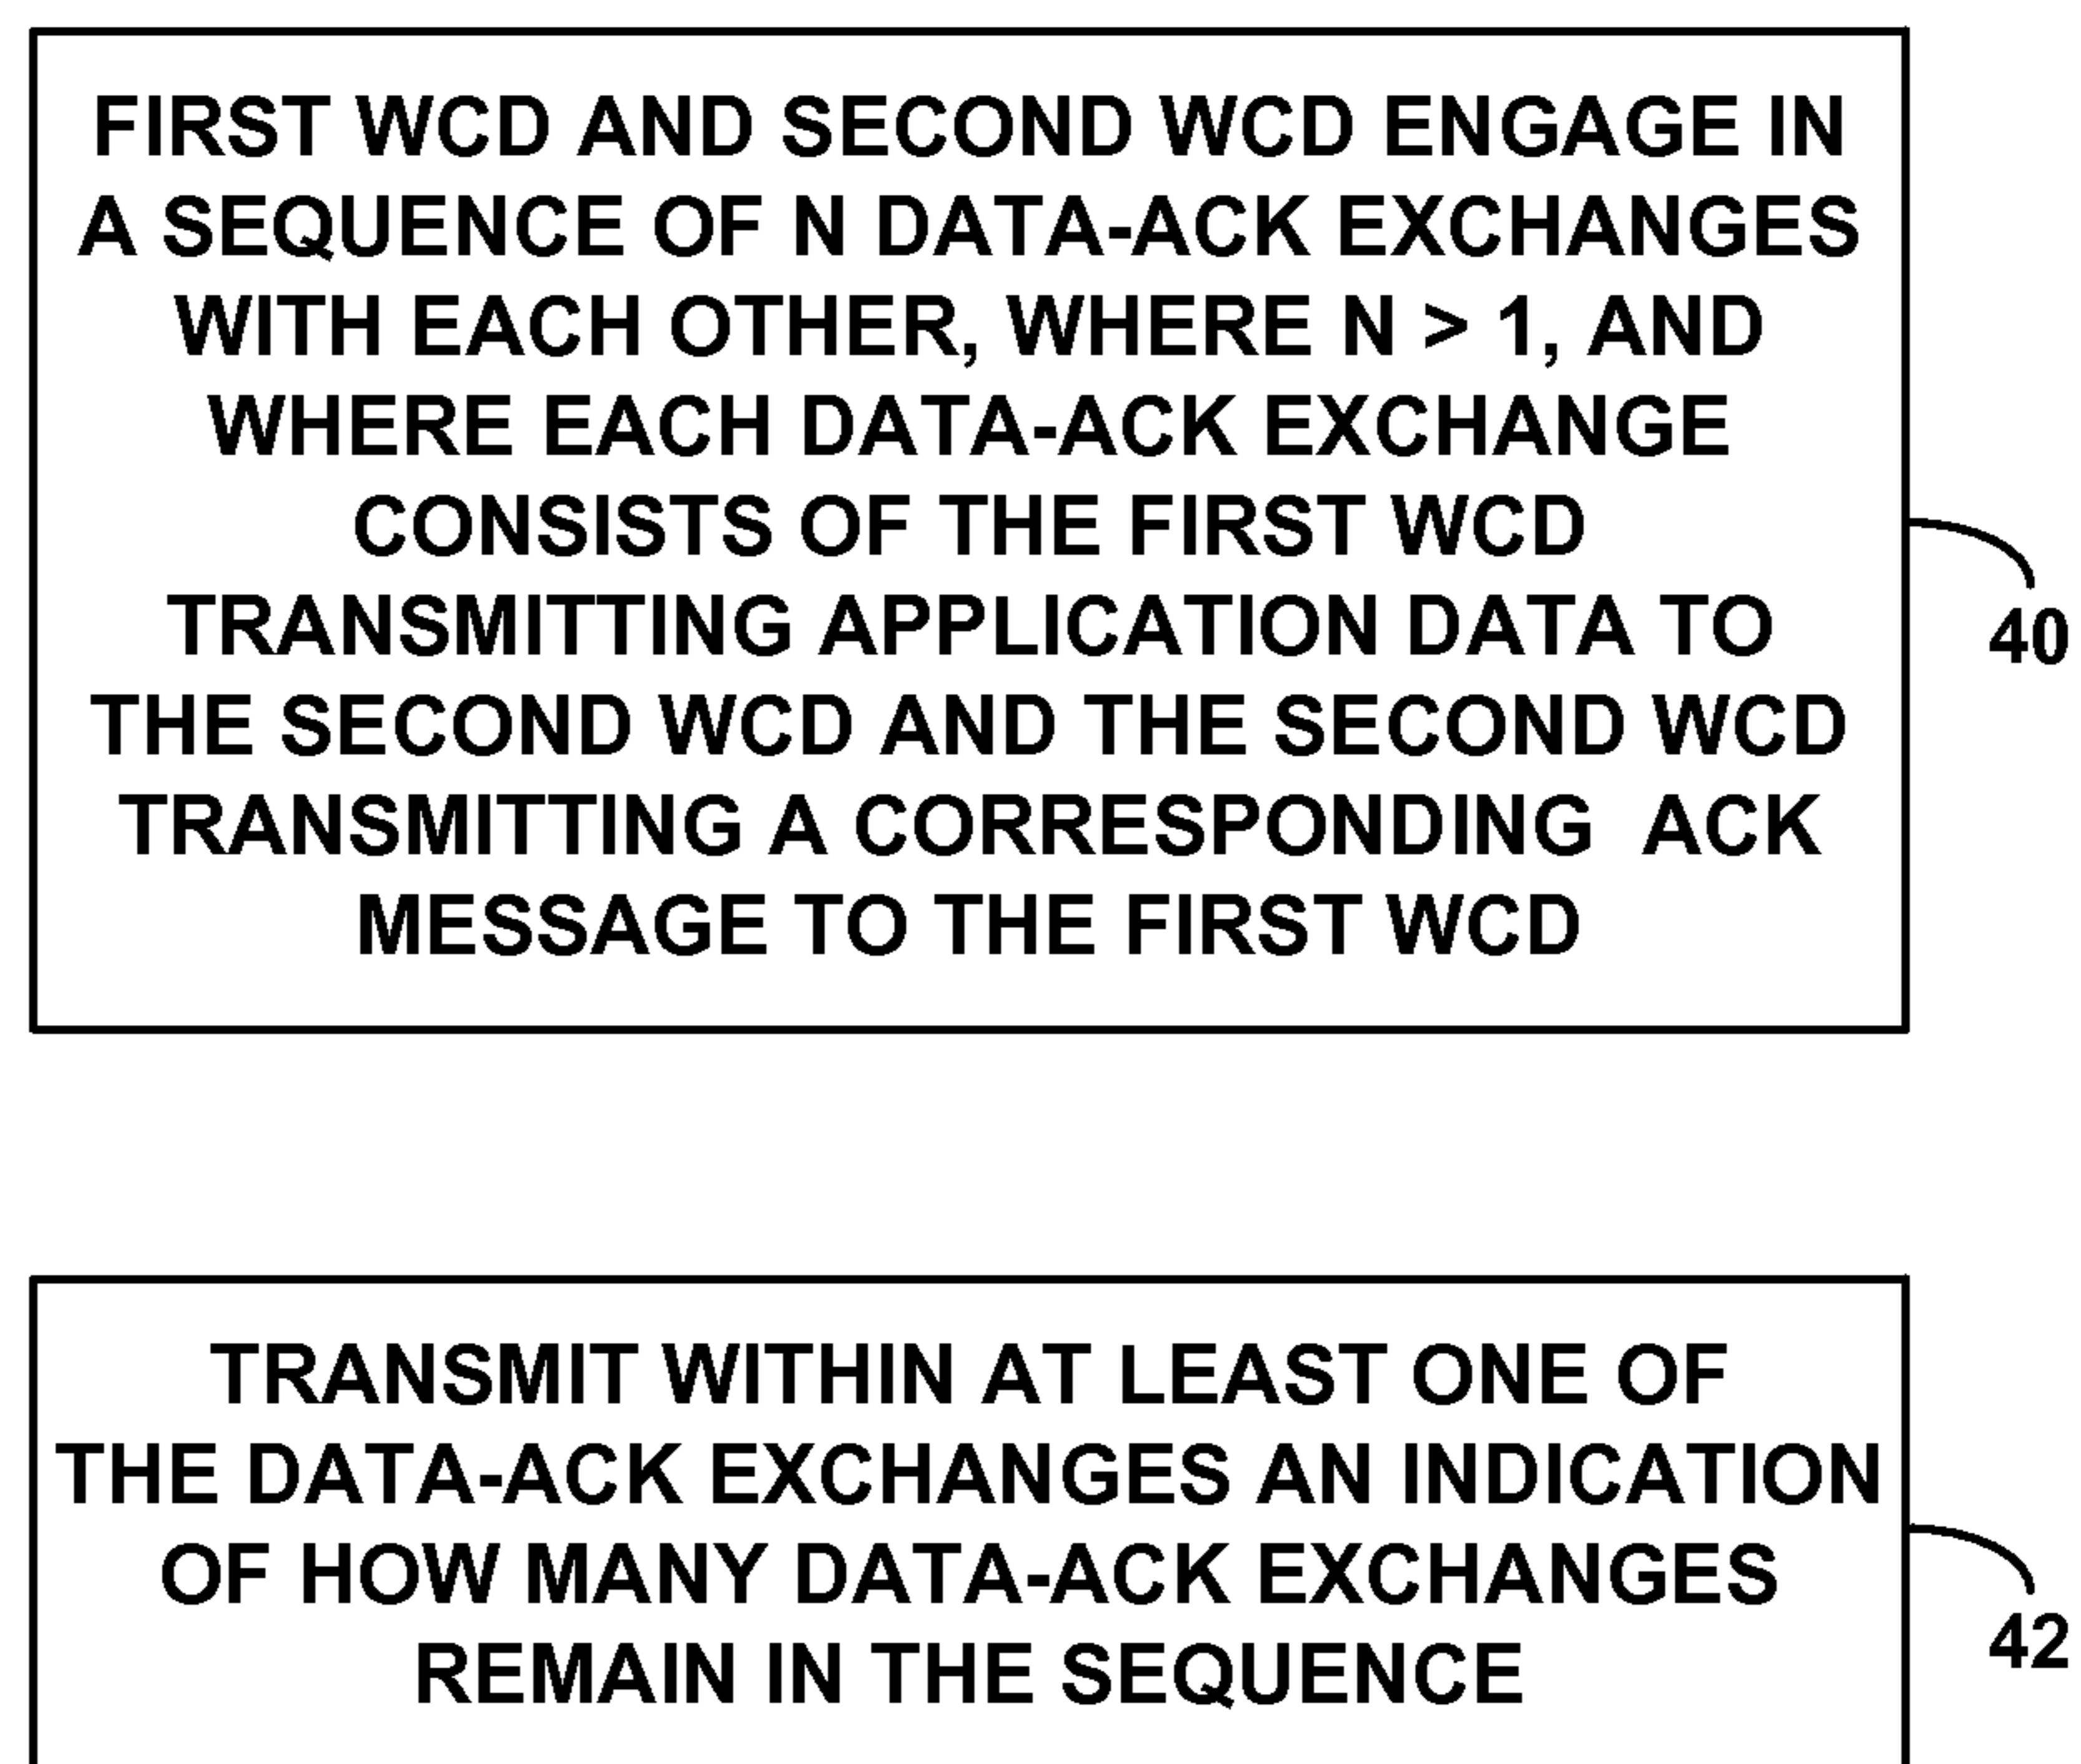 FIRST WCD AND SECOND WCD ENGAGE IN
A SEQUENCE OF N DATA-ACK EXCHANGES
WITH EACH OTHER, WHERE N > 1, AND
WHERE EACH DATA-ACK EXCHANGE
CONSISTS OF THE FIRST WCD
TRANSMITTING APPLICATION DATA TO
THE SECOND WCD AND THE SECOND WCD
TRANSMITTING A CORRESPONDING  ACK
MESSAGE TO THE FIRST WCD
40
TRANSMIT WITHIN AT LEAST ONE OF
THE DATA-ACK EXCHANGES AN INDICATION
OF HOW MANY DATA-ACK EXCHANGES
REMAIN IN THE SEQUENCE
42